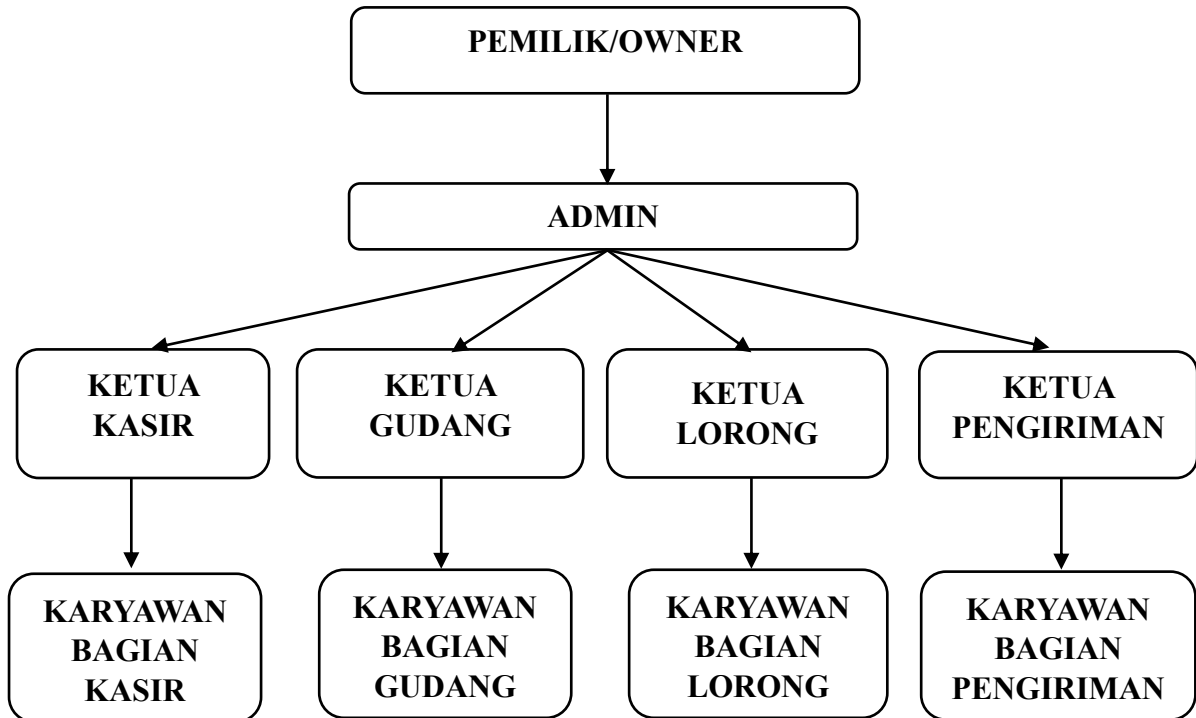 PEMILIK/OWNER
ADMIN
KETUA
KASIR
KETUA
GUDANG
KETUA
LORONG
KETUA
PENGIRIMAN
KARYAWAN
BAGIAN
KASIR
KARYAWAN
BAGIAN
GUDANG
KARYAWAN
BAGIAN
LORONG
KARYAWAN
BAGIAN
PENGIRIMAN